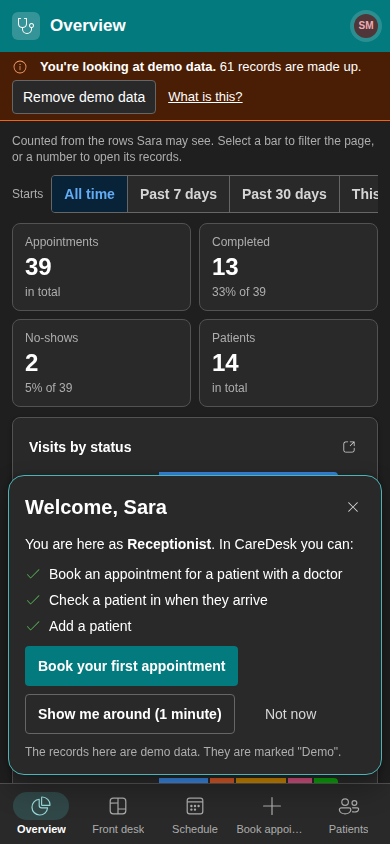 Overview
SM
You're looking at demo data. 61 records are made up.
Remove demo data What is this?
Counted from the rows Sara may see. Select a bar to filter the page,
or a number to open its records.
Starts All time Past 7 days Past 30 days This
Appointments
39
in total
Completed
13
33% of 39
No-shows
2
5% of 39
Patients
14
in total
Visits by status
Welcome, Sara
You are here as Receptionist. In CareDesk you can:
Book an appointment for a patient with a doctor
Check a patient in when they arrive
Add a patient
Book your first appointment
Show me around (1 minute) Not now
The records here are demo data. They are marked "Demo".
Overview Front desk Schedule Book appoi… Patients